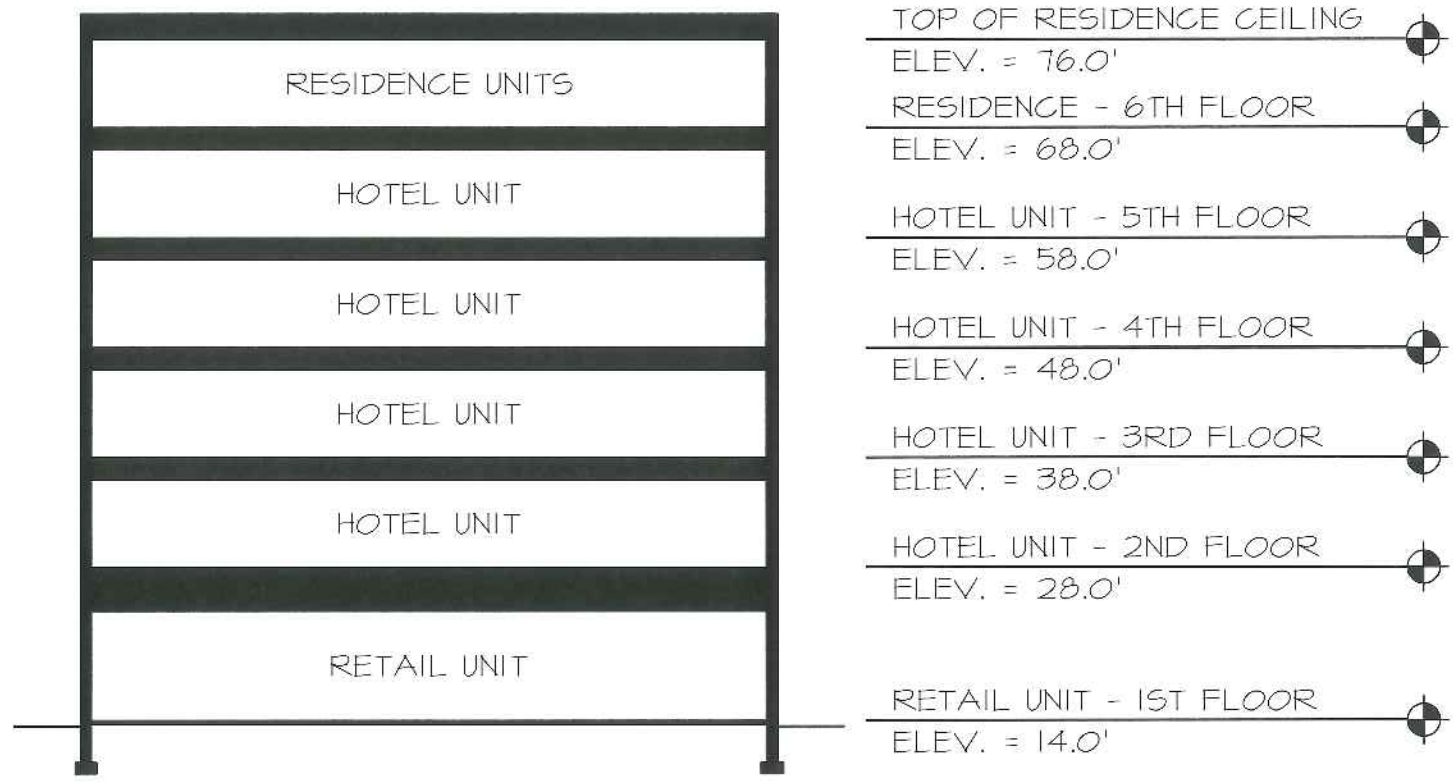 TOP OF RESIDENCE CEILING
ELEV. = 76.0'
RESIDENCE UNITS
RESIDENCE - 6TH FLOOR
ELEV. = 68.0'
HOTEL UNIT
HOTEL UNIT - 5TH FLOOR
ELEV. = 58.0'
HOTEL UNIT
HOTEL UNIT - 4TH FLOOR
ELEV. = 48.0'
HOTEL UNIT
HOTEL UNIT - 3RD FLOOR
ELEV. = 38.0'
HOTEL UNIT
HOTEL UNIT - 2ND FLOOR
ELEV. = 28.0'
RETAIL UNIT
RETAIL UNIT - 1ST FLOOR
ELEV. = 14.0'